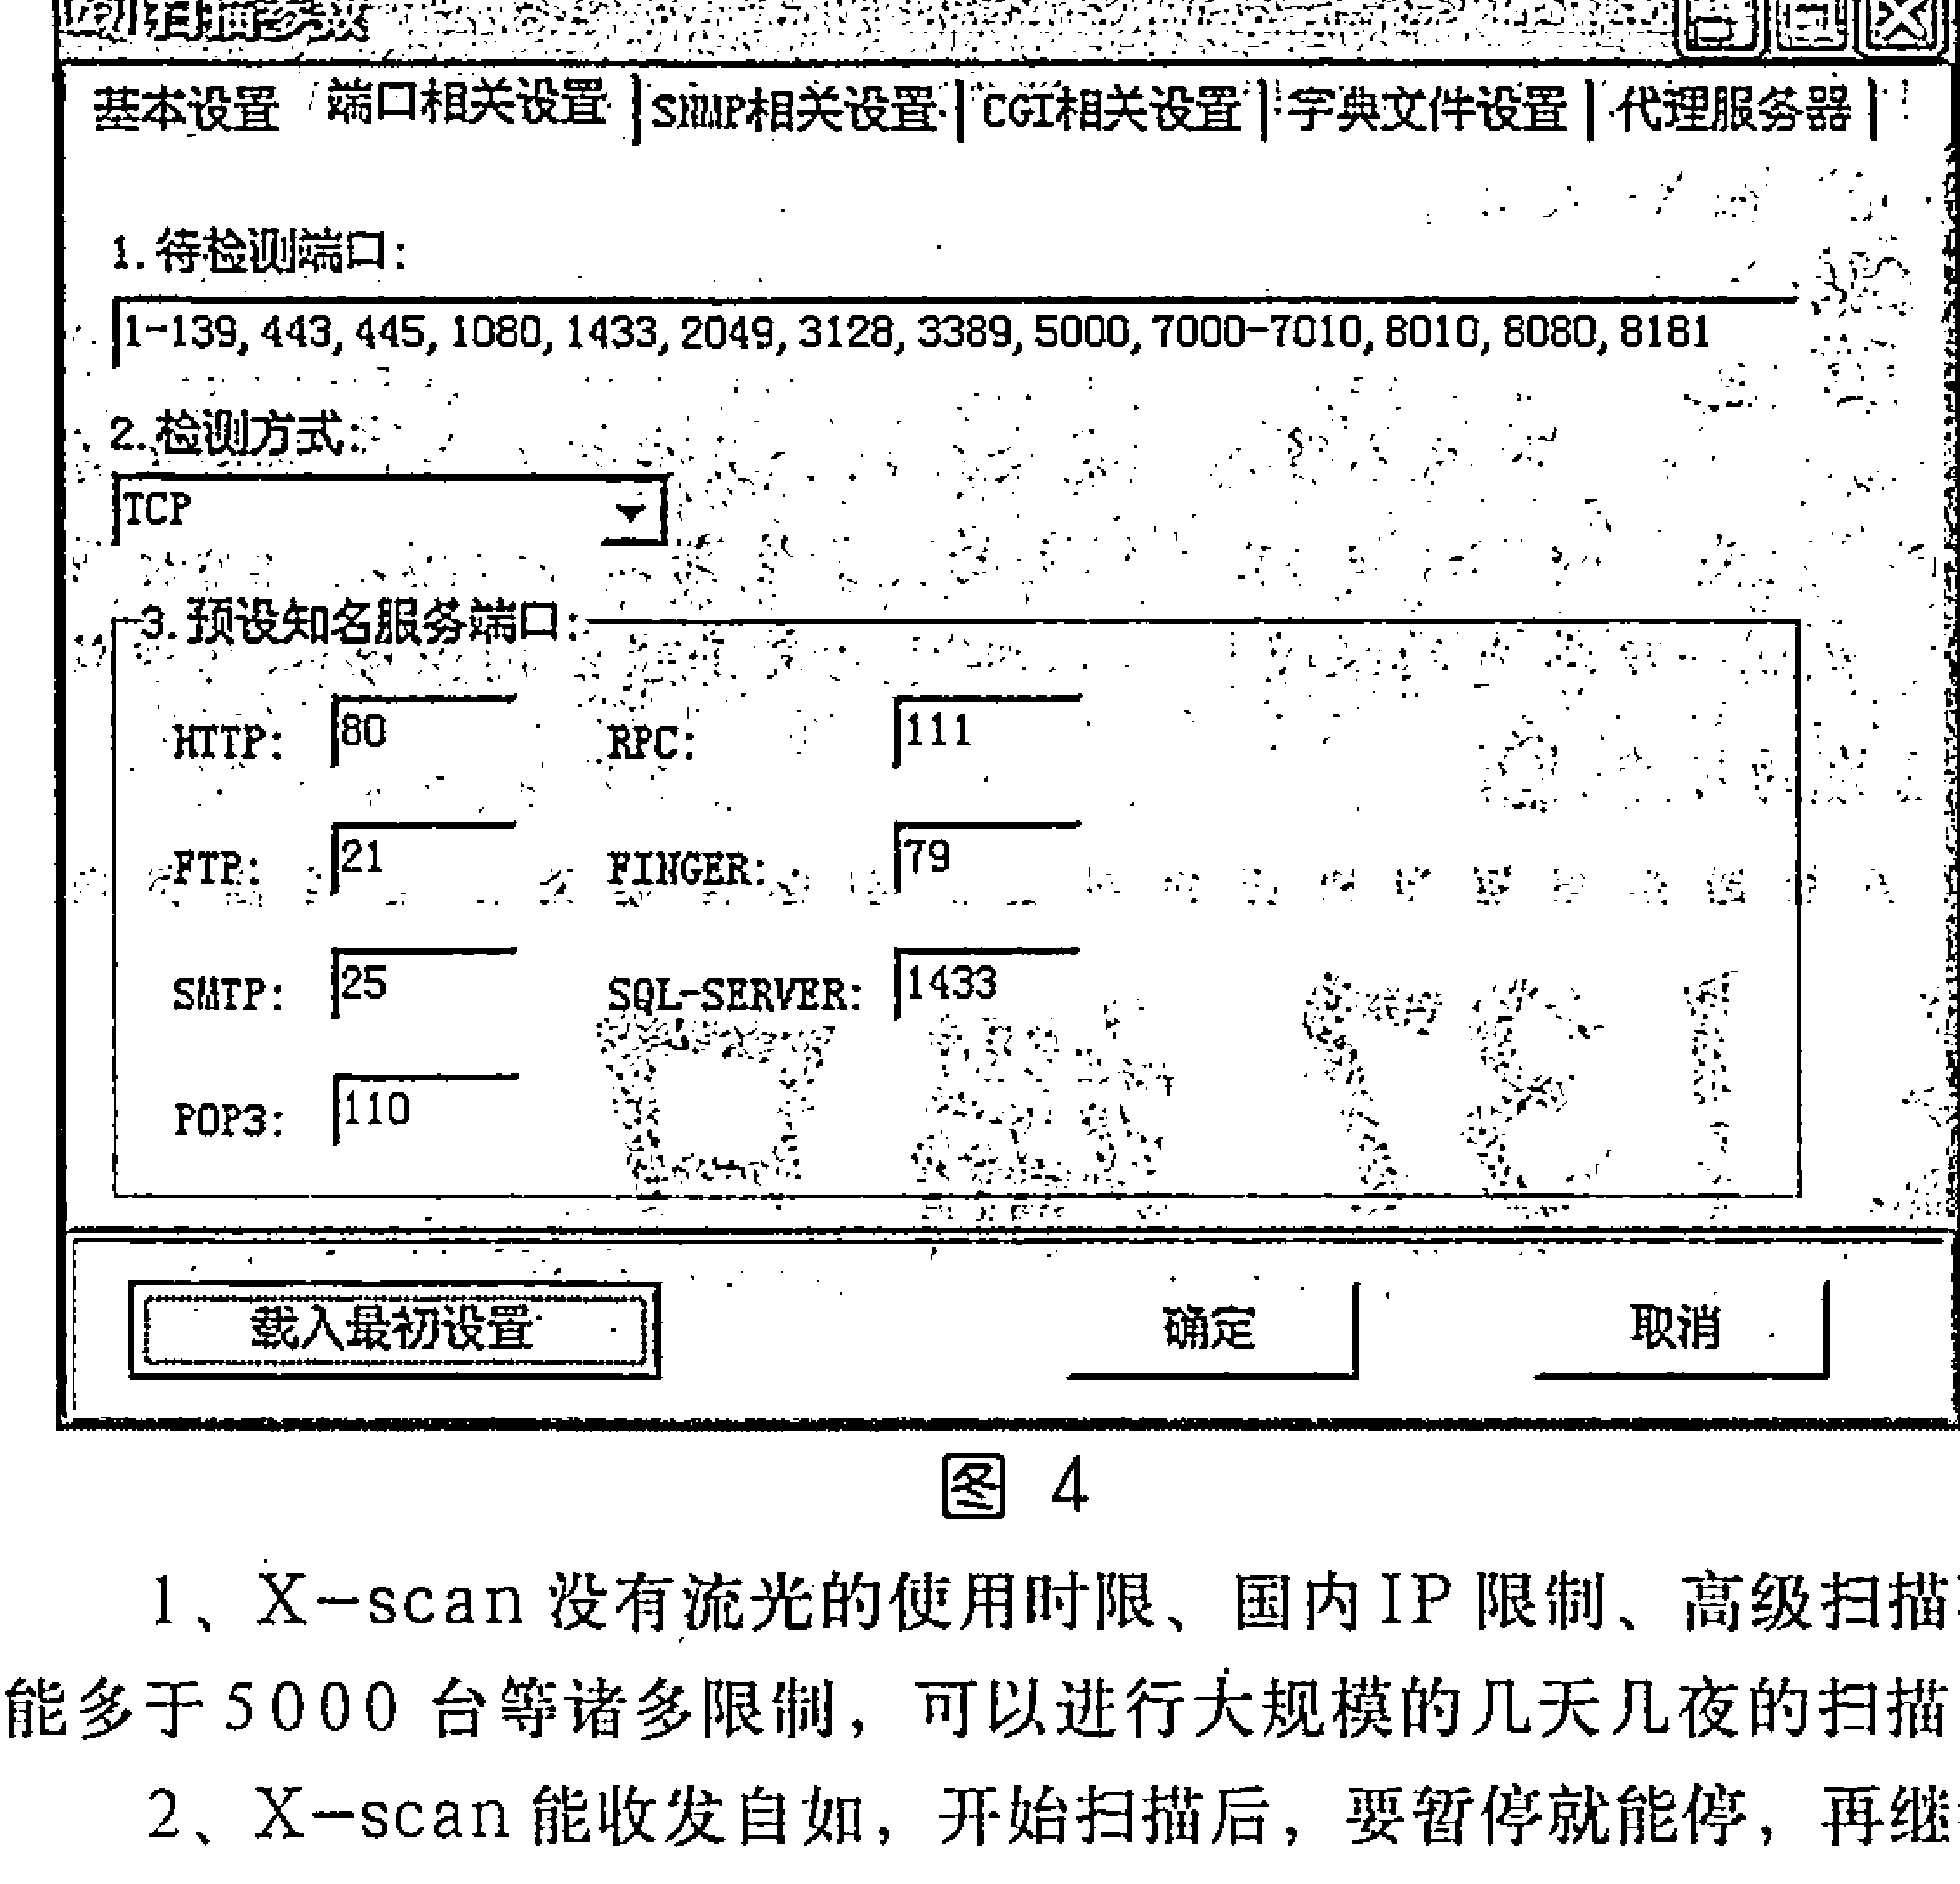 扫描参数
基本设置 端口相关设置 SNMP相关设置 CGI相关设置 字典文件设置 代理服务器
1.待检测端口:
1-139, 443, 445, 1080, 1433, 2049, 3128, 3389, 5000, 7000-7010, 8010, 8080, 8181
2.检测方式:
TCP
3.预设知名服务端口:
HTTP: 80 RPC: 111
FTP: 21 FINGER: 79
SMTP: 25 SQL-SERVER: 1433
POP3: 110
载入最初设置 确定 取消
图 4
1、X-scan 没有流光的使用时限、国内 IP 限制、高级扫描
能多于 5000 台等诸多限制，可以进行大规模的几天几夜的扫描
2、X-scan 能收发自如，开始扫描后，要暂停就能停，再继